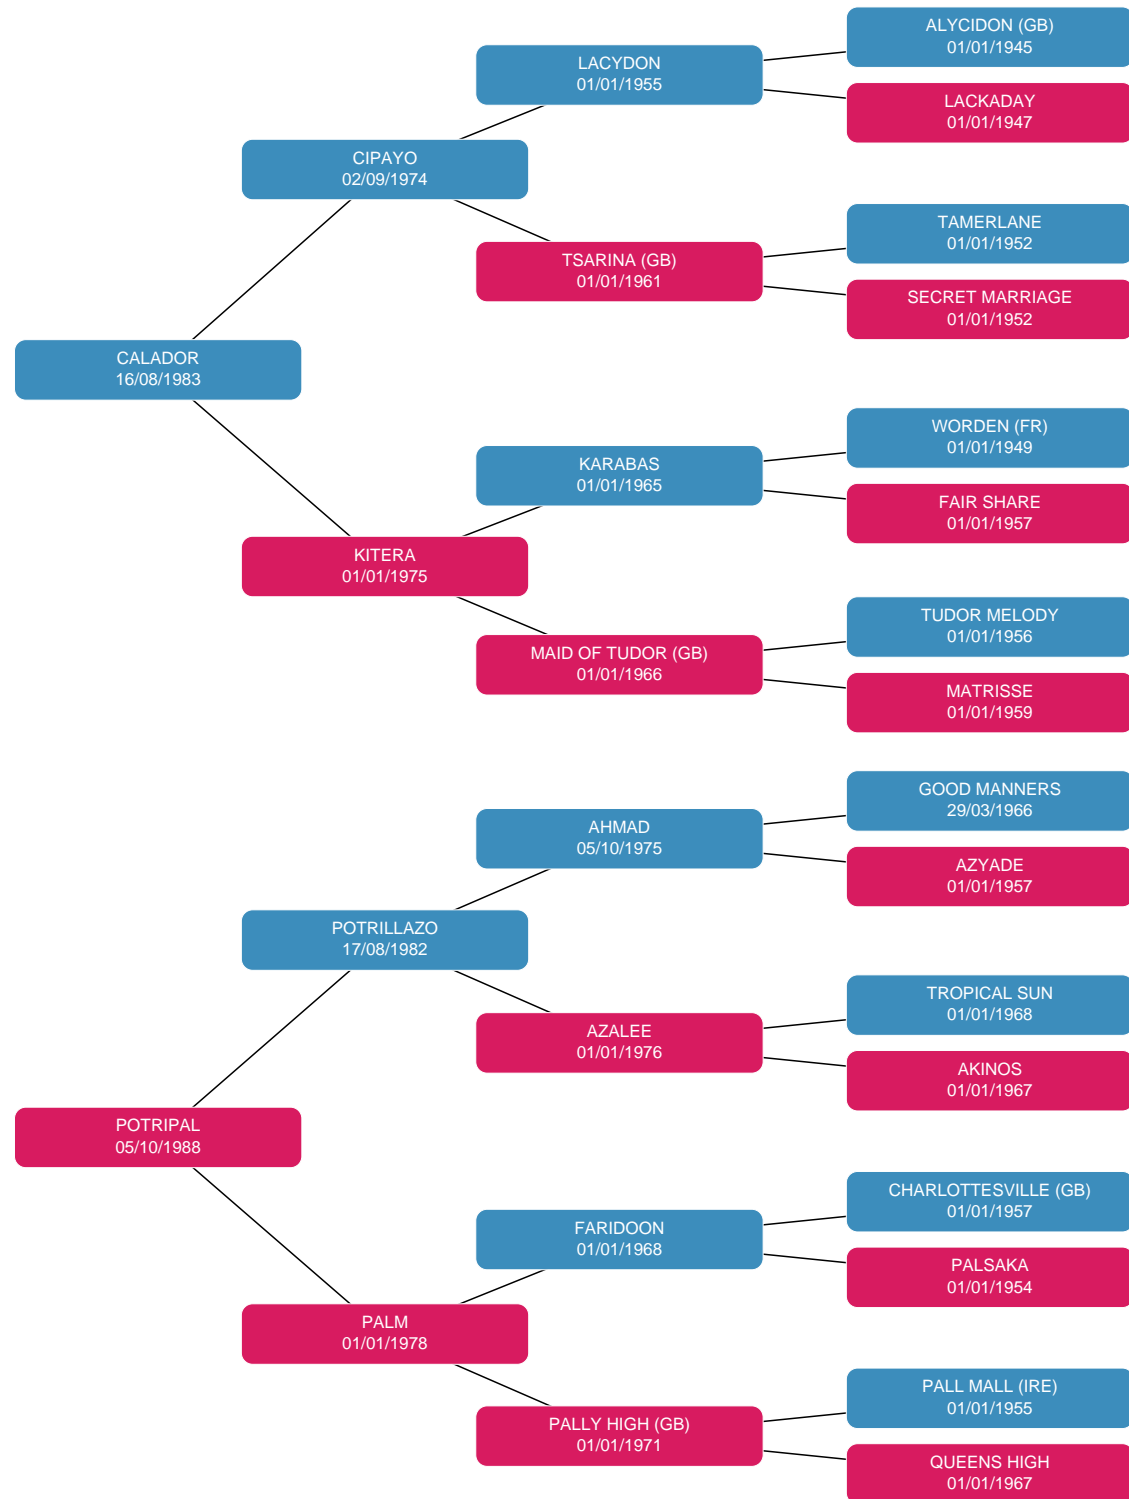 ALYCIDON (GB)
01/01/1945
LACYDON
01/01/1955
LACKADAY
01/01/1947
CIPAYO
02/09/1974
TAMERLANE
01/01/1952
TSARINA (GB)
01/01/1961
SECRET MARRIAGE
01/01/1952
CALADOR
16/08/1983
WORDEN (FR)
01/01/1949
KARABAS
01/01/1965
FAIR SHARE
01/01/1957
KITERA
01/01/1975
TUDOR MELODY
01/01/1956
MAID OF TUDOR (GB)
01/01/1966
MATRISSE
01/01/1959
GOOD MANNERS
29/03/1966
AHMAD
05/10/1975
AZYADE
01/01/1957
POTRILLAZO
17/08/1982
TROPICAL SUN
01/01/1968
AZALEE
01/01/1976
AKINOS
01/01/1967
POTRIPAL
05/10/1988
CHARLOTTESVILLE (GB)
01/01/1957
FARIDOON
01/01/1968
PALSAKA
01/01/1954
PALM
01/01/1978
PALL MALL (IRE)
01/01/1955
PALLY HIGH (GB)
01/01/1971
QUEENS HIGH
01/01/1967